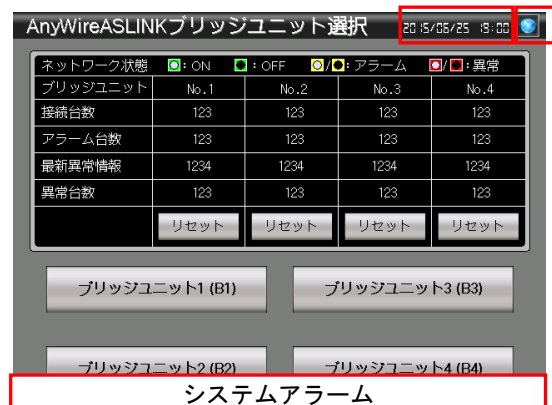 AnyWireASLINKブリッジユニット選択 2015/06/25 19:00
ネットワーク状態 : ON : OFF / : アラーム / : 異常
ブリッジユニット No.1 No.2 No.3 No.4
接続台数 123 123 123 123
アラーム台数 123 123 123 123
最新異常情報 1234 1234 1234 1234
異常台数 123 123 123 123
リセット リセット リセット リセット
ブリッジユニット1 (B1) ブリッジユニット3 (B3)
ブリッジユニット2 (B2) ブリッジユニット4 (B4)
システムアラーム